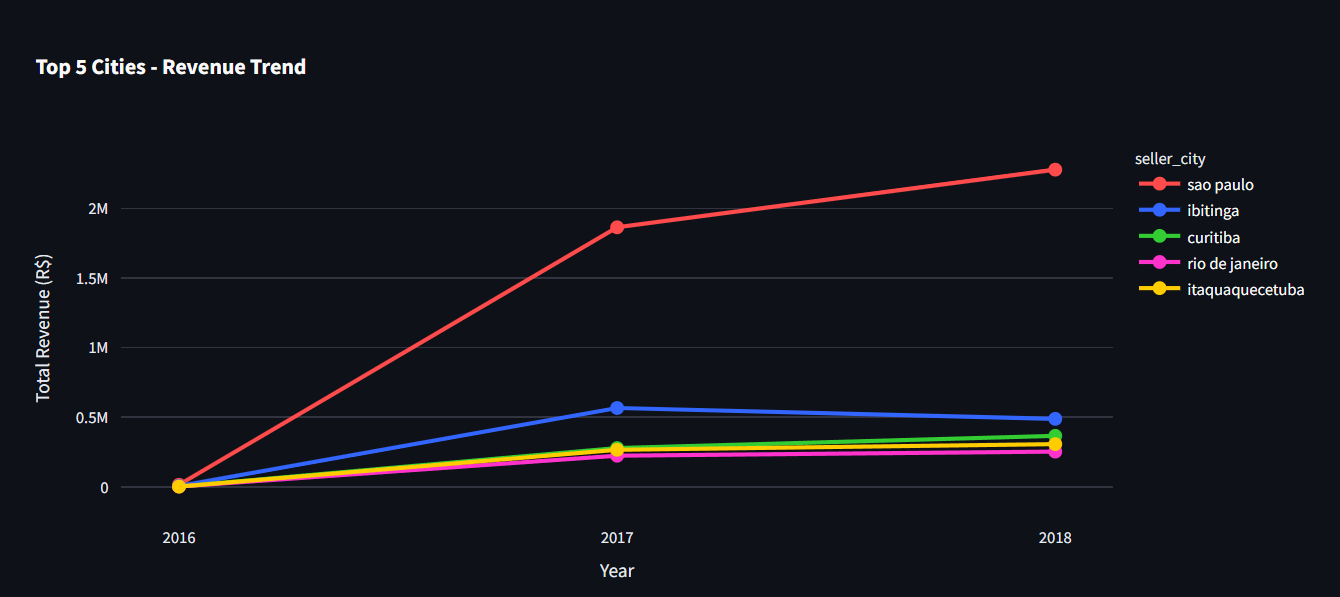 Top 5 Cities - Revenue Trend
seller_city
sao paulo
ibitinga
curitiba
rio de janeiro
itaquaquecetuba
Total Revenue (R$)
2M
1.5M
1M
0.5M
0
2016
2017
2018
Year